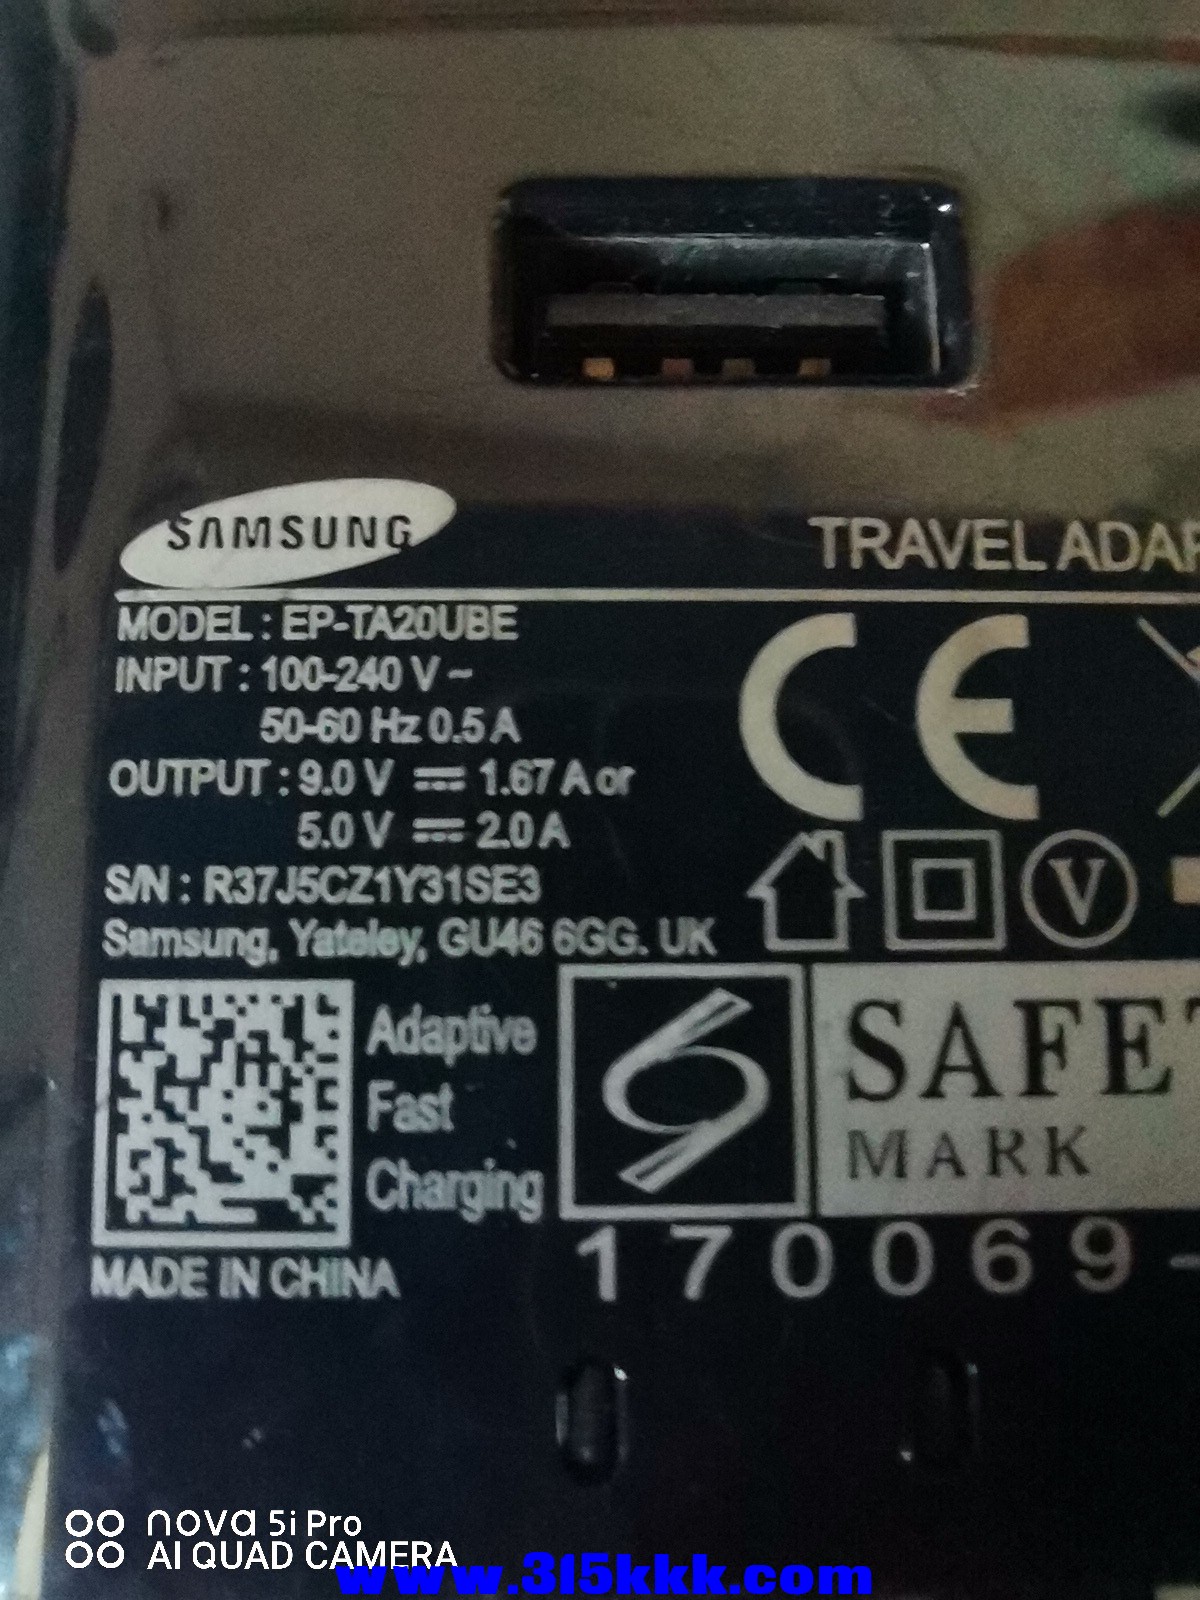 SAMSUNG
TRAVEL ADAP
MODEL : EP-TA20UBE
INPUT : 100-240 V ~
50-60 Hz 0.5 A
OUTPUT : 9.0 V ⎓ 1.67 A or
5.0 V ⎓ 2.0 A
S/N : R37J5CZ1Y31SE3
Samsung, Yateley, GU46 6GG. UK
CE
V
Adaptive
Fast
Charging
SAFET
MARK
MADE IN CHINA
170069-
nova 5i Pro
AI QUAD CAMERA
www.315kkk.com